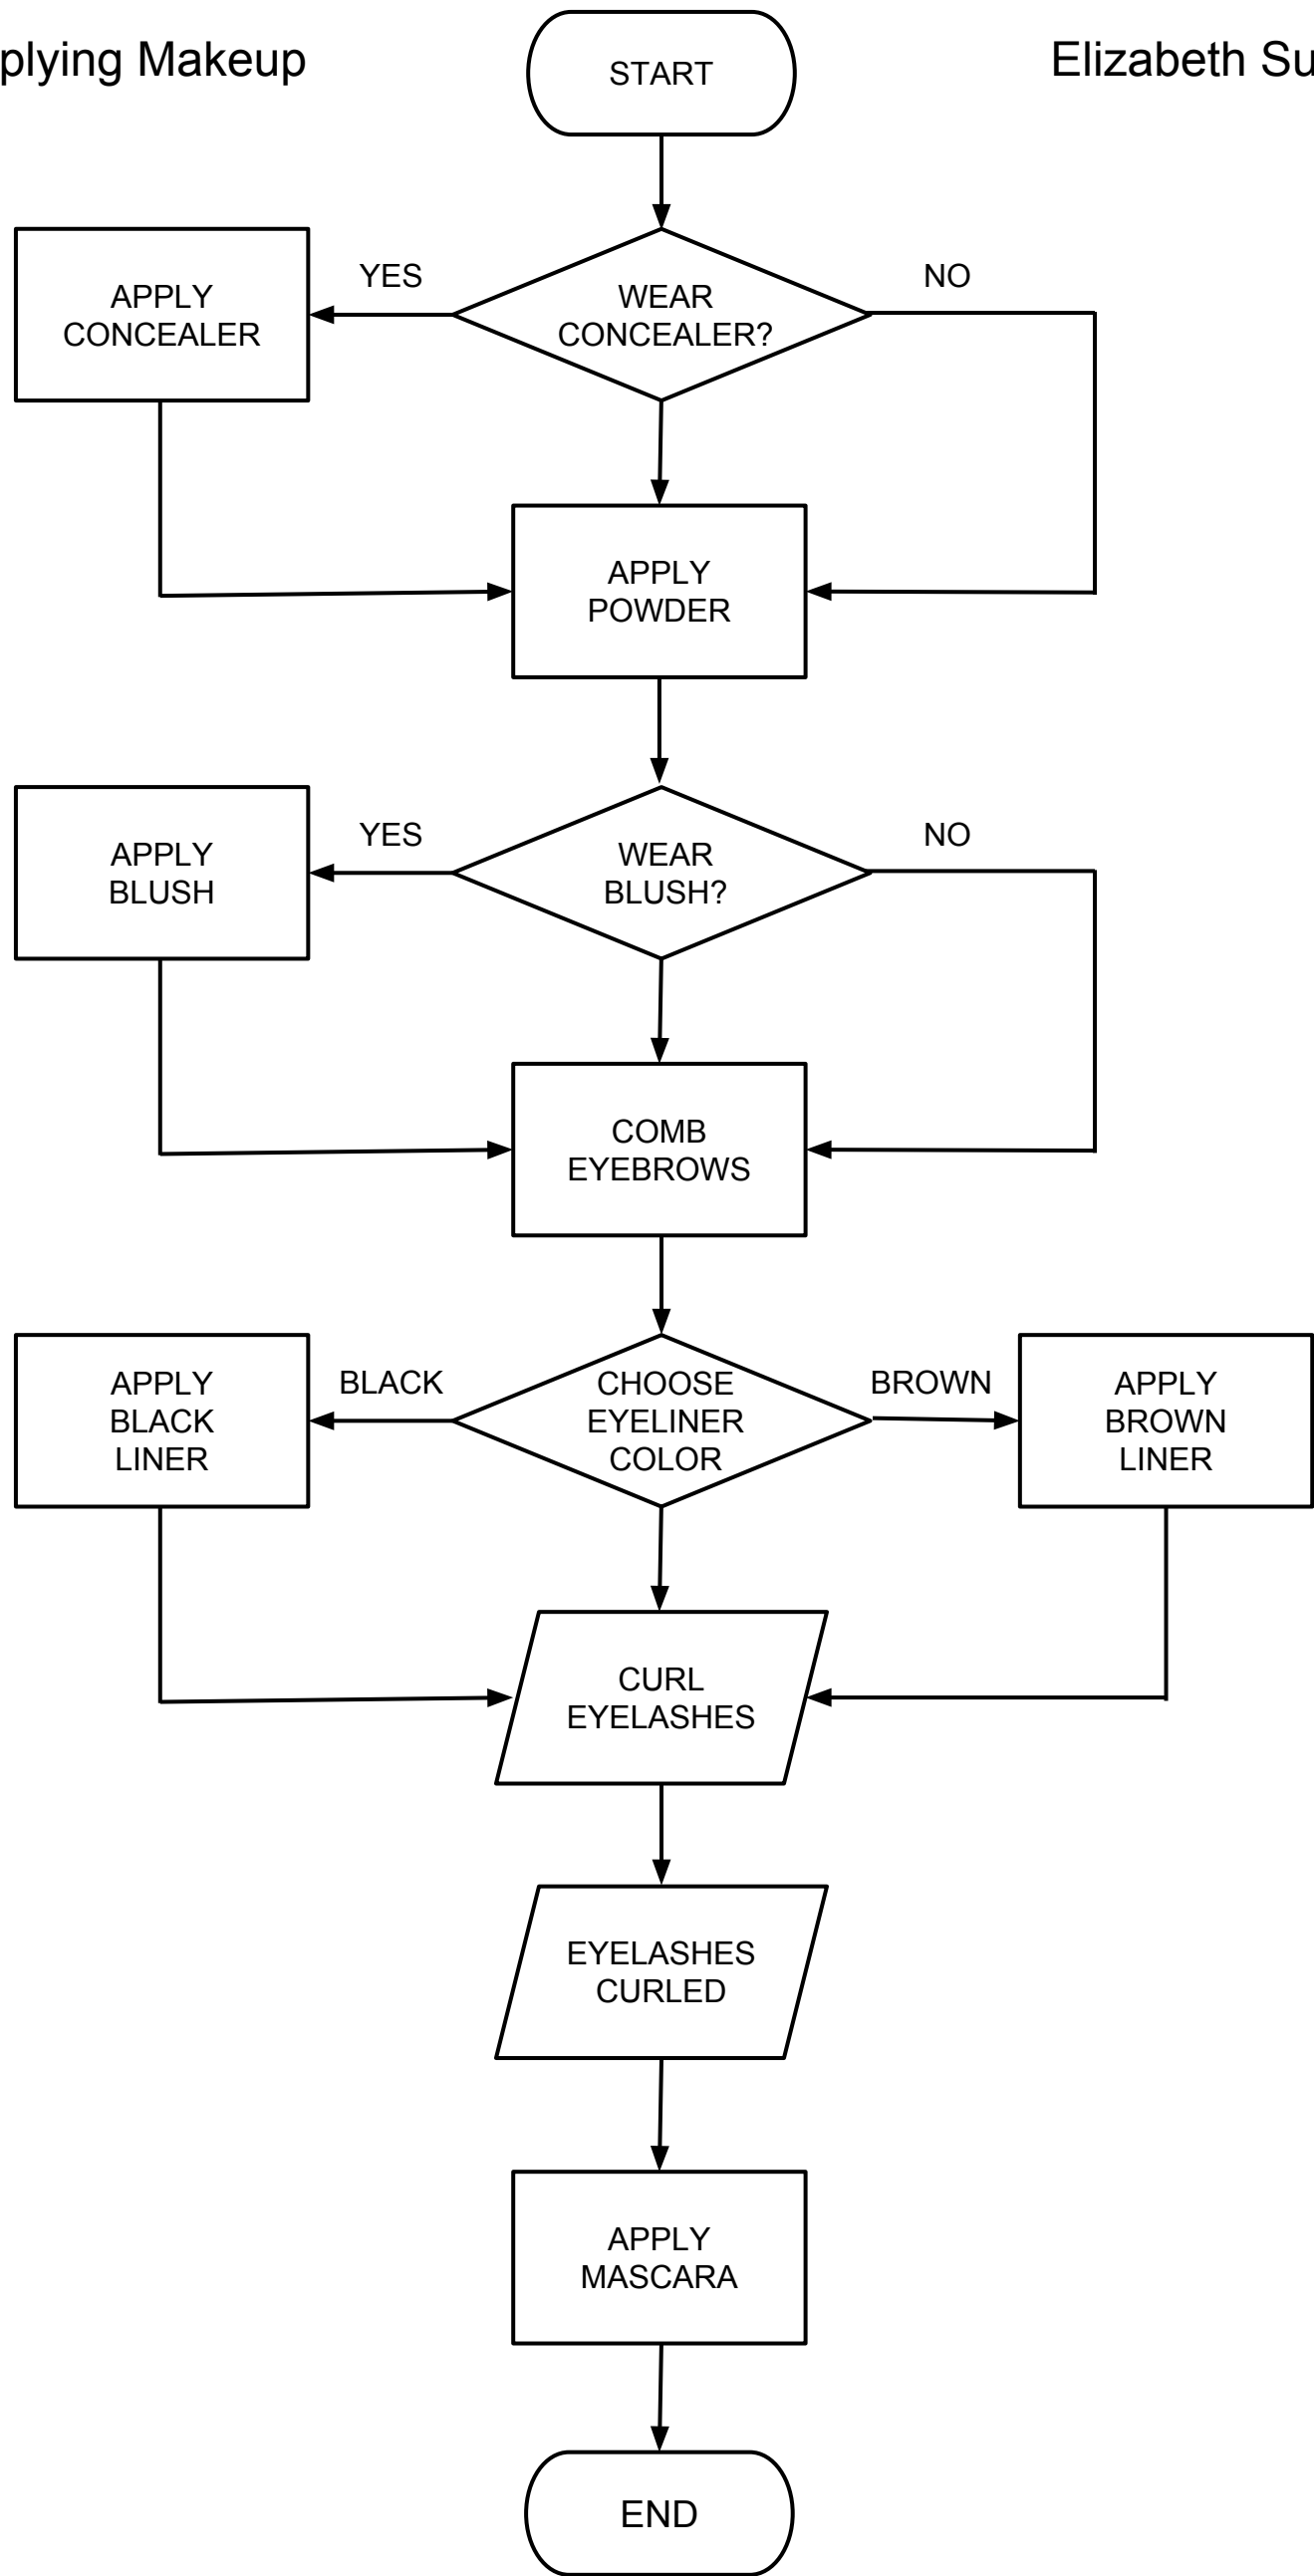 plying Makeup
Elizabeth Su
START
YES
WEAR
CONCEALER?
NO
APPLY
CONCEALER
APPLY
POWDER
YES
WEAR
BLUSH?
NO
APPLY
BLUSH
COMB
EYEBROWS
BLACK
CHOOSE
EYELINER
COLOR
BROWN
APPLY
BLACK
LINER
APPLY
BROWN
LINER
CURL
EYELASHES
EYELASHES
CURLED
APPLY
MASCARA
END